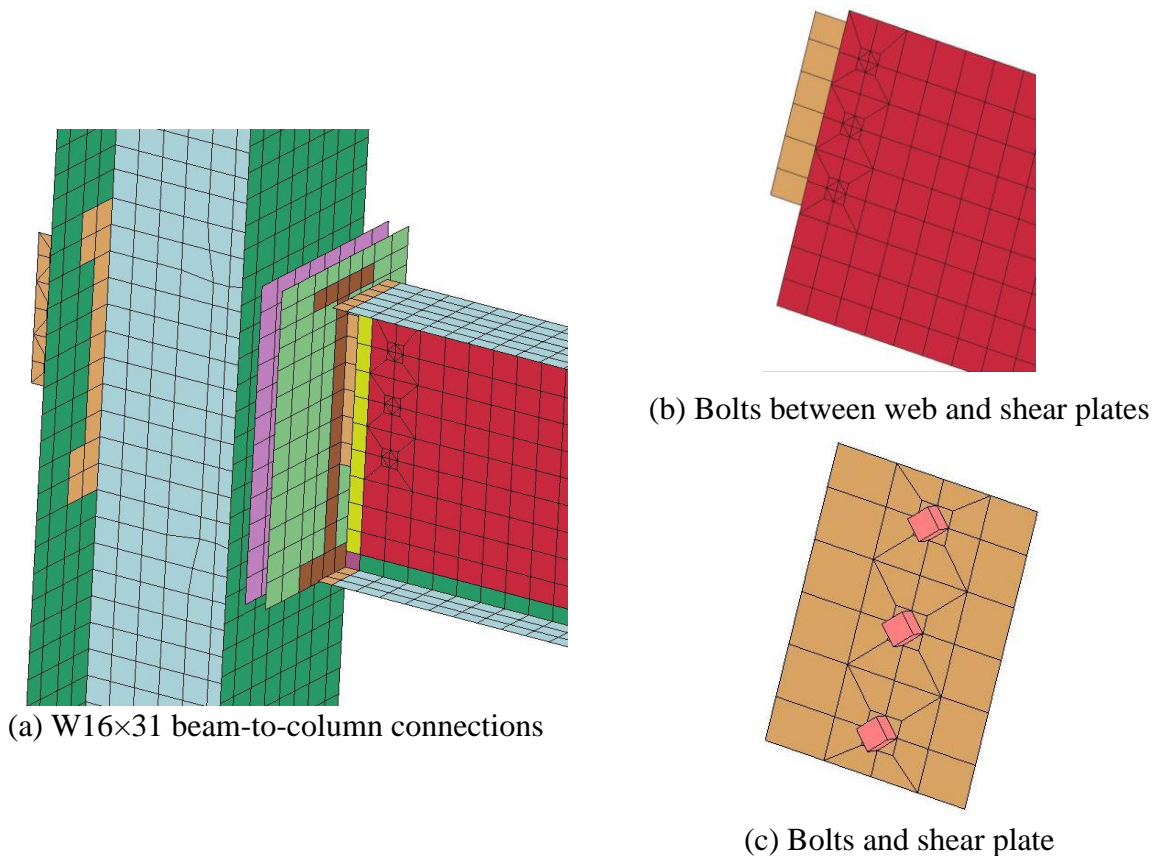 (b) Bolts between web and shear plates
(a) W16×31 beam-to-column connections
(c) Bolts and shear plate